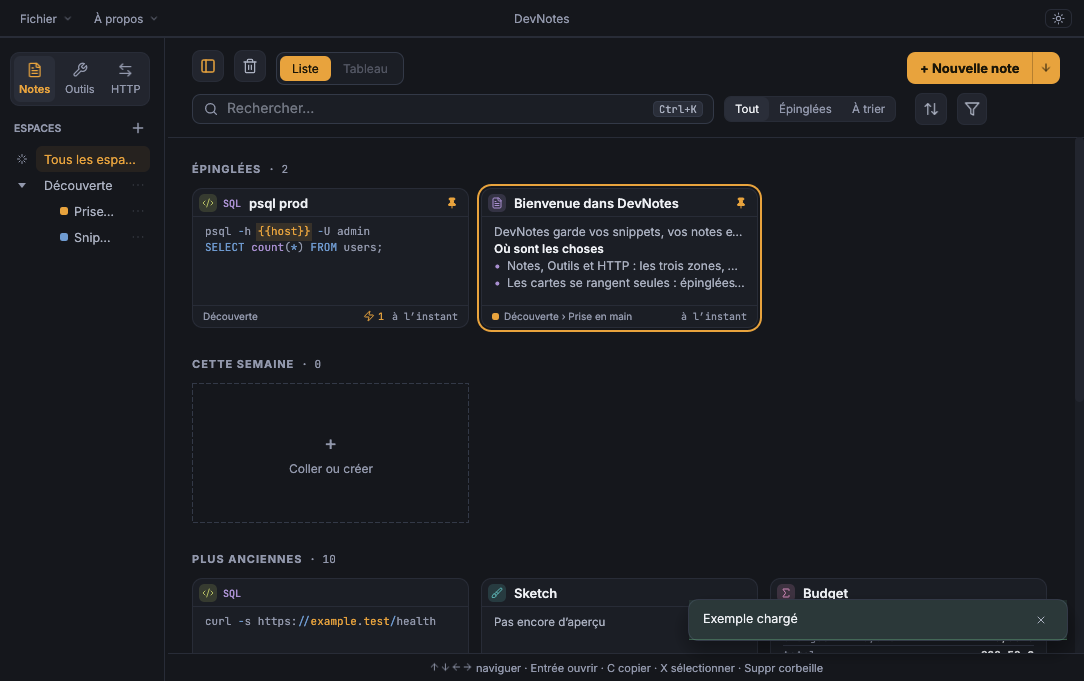 Fichier
À propos
DevNotes
Notes
Outils
HTTP
ESPACES
Tous les espa...
Découverte
Prise...
Snip...
Liste
Tableau
+ Nouvelle note
Rechercher...
Ctrl+K
Tout
Épinglées
À trier
ÉPINGLÉES · 2
SQL psql prod
psql -h {{host}} -U admin
SELECT count(*) FROM users;
Découverte
1 à l’instant
Bienvenue dans DevNotes
DevNotes garde vos snippets, vos notes e...
Où sont les choses
• Notes, Outils et HTTP : les trois zones, ...
• Les cartes se rangent seules : épinglées...
Découverte › Prise en main
à l’instant
CETTE SEMAINE · 0
+
Coller ou créer
PLUS ANCIENNES · 10
SQL
curl -s https://example.test/health
Sketch
Pas encore d’aperçu
Budget
Exemple chargé
↑↓←→ naviguer · Entrée ouvrir · C copier · X sélectionner · Suppr corbeille